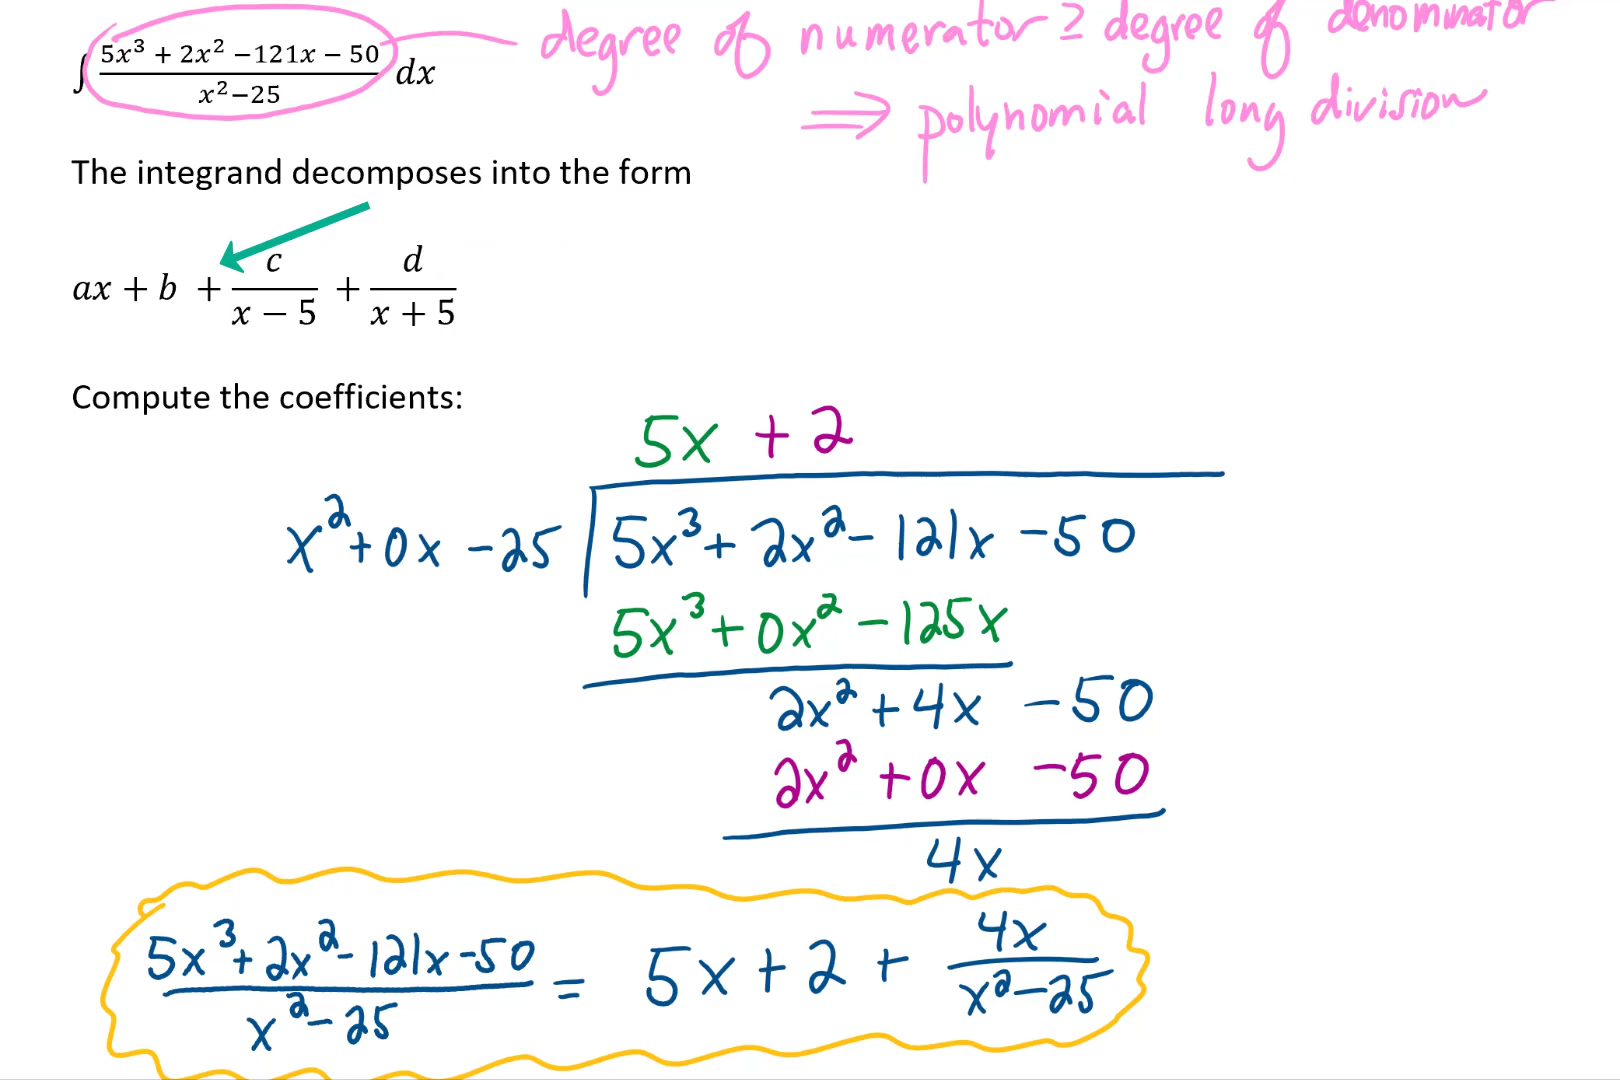 ∫ (5x³ + 2x² − 121x − 50)/(x² − 25) dx
degree of numerator ≥ degree of denominator
⟹ polynomial long division
The integrand decomposes into the form
ax + b + c/(x − 5) + d/(x + 5)
Compute the coefficients:
5x + 2
x² + 0x − 25 ) 5x³ + 2x² − 121x − 50
5x³ + 0x² − 125x
2x² + 4x − 50
2x² + 0x − 50
4x
(5x³ + 2x² − 121x − 50)/(x² − 25) = 5x + 2 + 4x/(x² − 25)